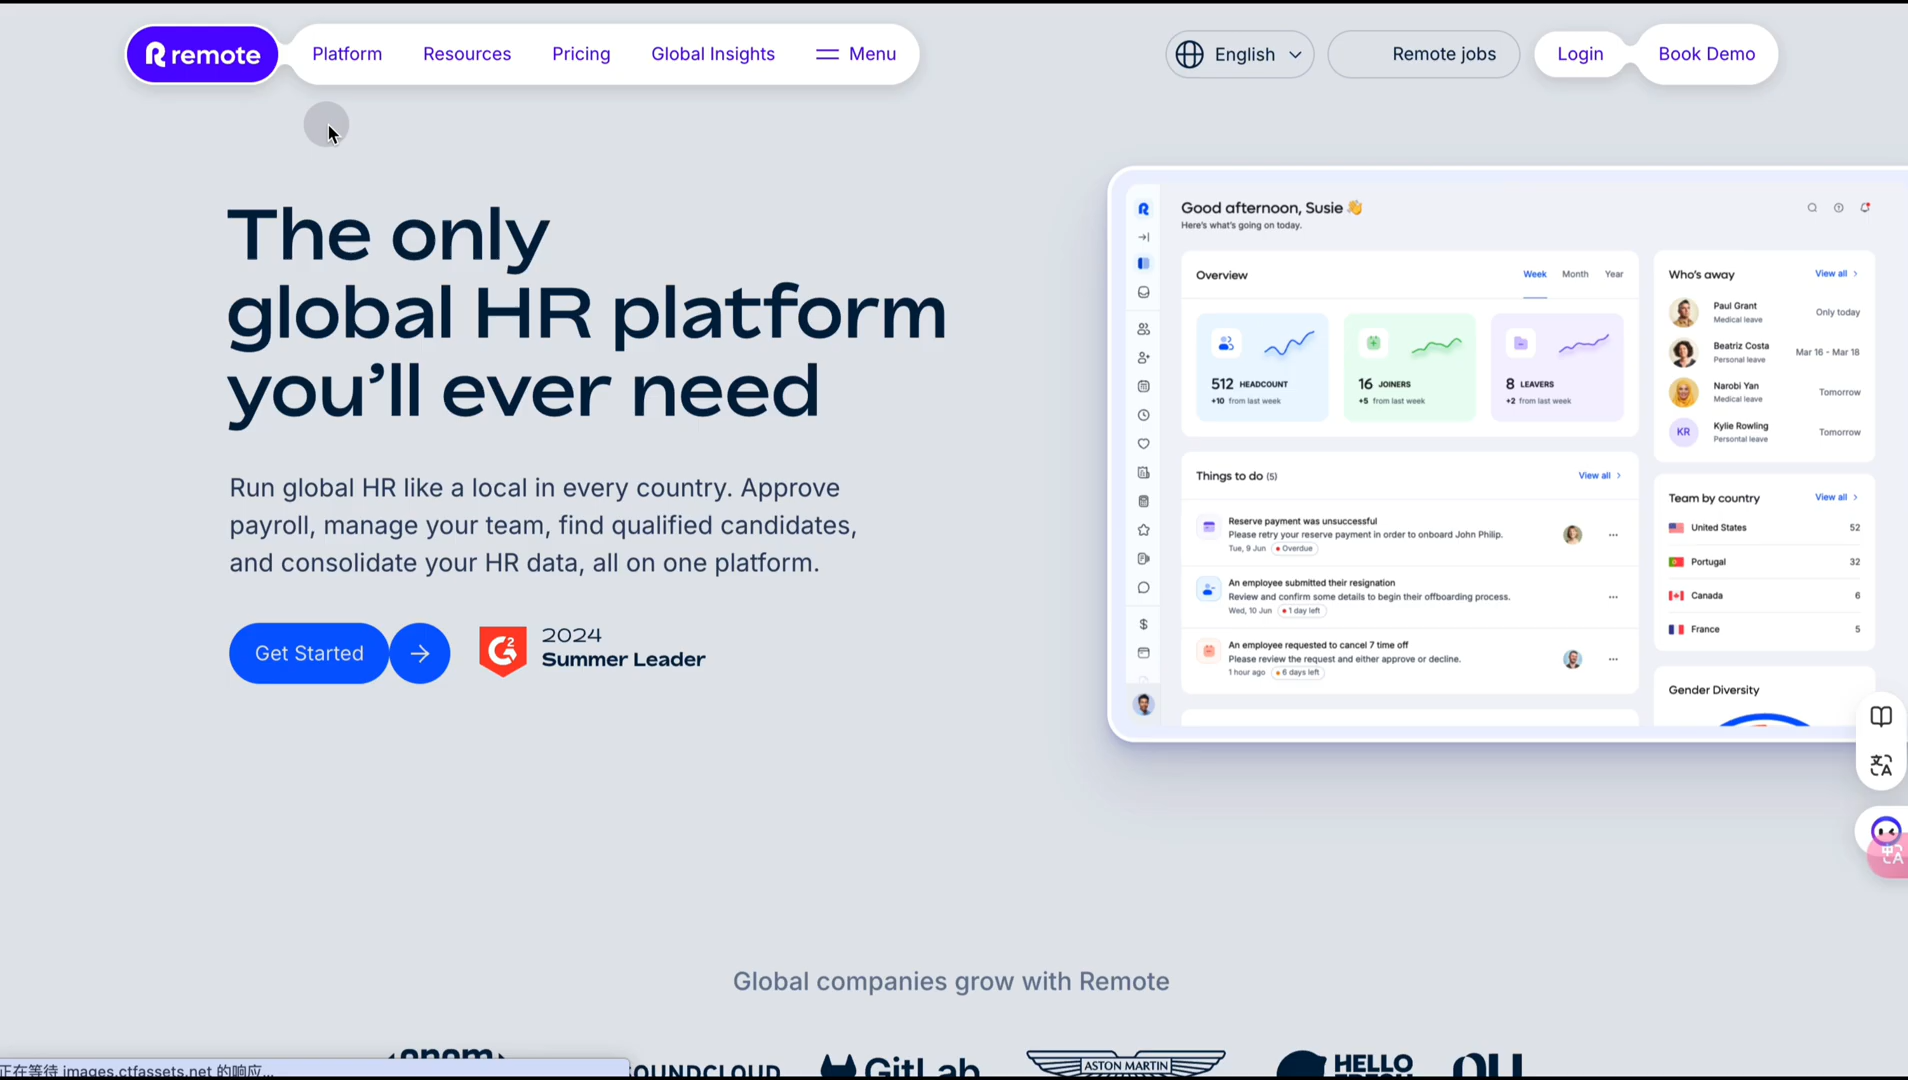 remote
Platform
Resources
Pricing
Global Insights
Menu
English
Remote jobs
Login
Book Demo
The only
global HR platform
you’ll ever need
Run global HR like a local in every country. Approve
payroll, manage your team, find qualified candidates,
and consolidate your HR data, all on one platform.
Get Started
2024
Summer Leader
Good afternoon, Susie 👋
Here's what's going on today.
Overview
Week
Month
Year
512 HEADCOUNT
+10 from last week
16 JOINERS
+5 from last week
8 LEAVERS
+2 from last week
Things to do (5)
View all
Reserve payment was unsuccessful
Please retry your reserve payment in order to onboard John Philip.
Tue, 9 Jun
Overdue
An employee submitted their resignation
Review and confirm some details to begin their offboarding process.
Wed, 10 Jun
1 day left
An employee requested to cancel 7 time off
Please review the request and either approve or decline.
1 hour ago
6 days left
Who's away
View all
Paul Grant
Medical leave
Only today
Beatriz Costa
Personal leave
Mar 16 - Mar 18
Narobi Yan
Medical leave
Tomorrow
KR
Kylie Rowling
Personal leave
Tomorrow
Team by country
View all
United States
52
Portugal
32
Canada
6
France
5
Gender Diversity
Global companies grow with Remote
SOUNDCLOUD
GitLab
ASTON MARTIN
HELLO
正在等待 images.ctfassets.net 的响应...